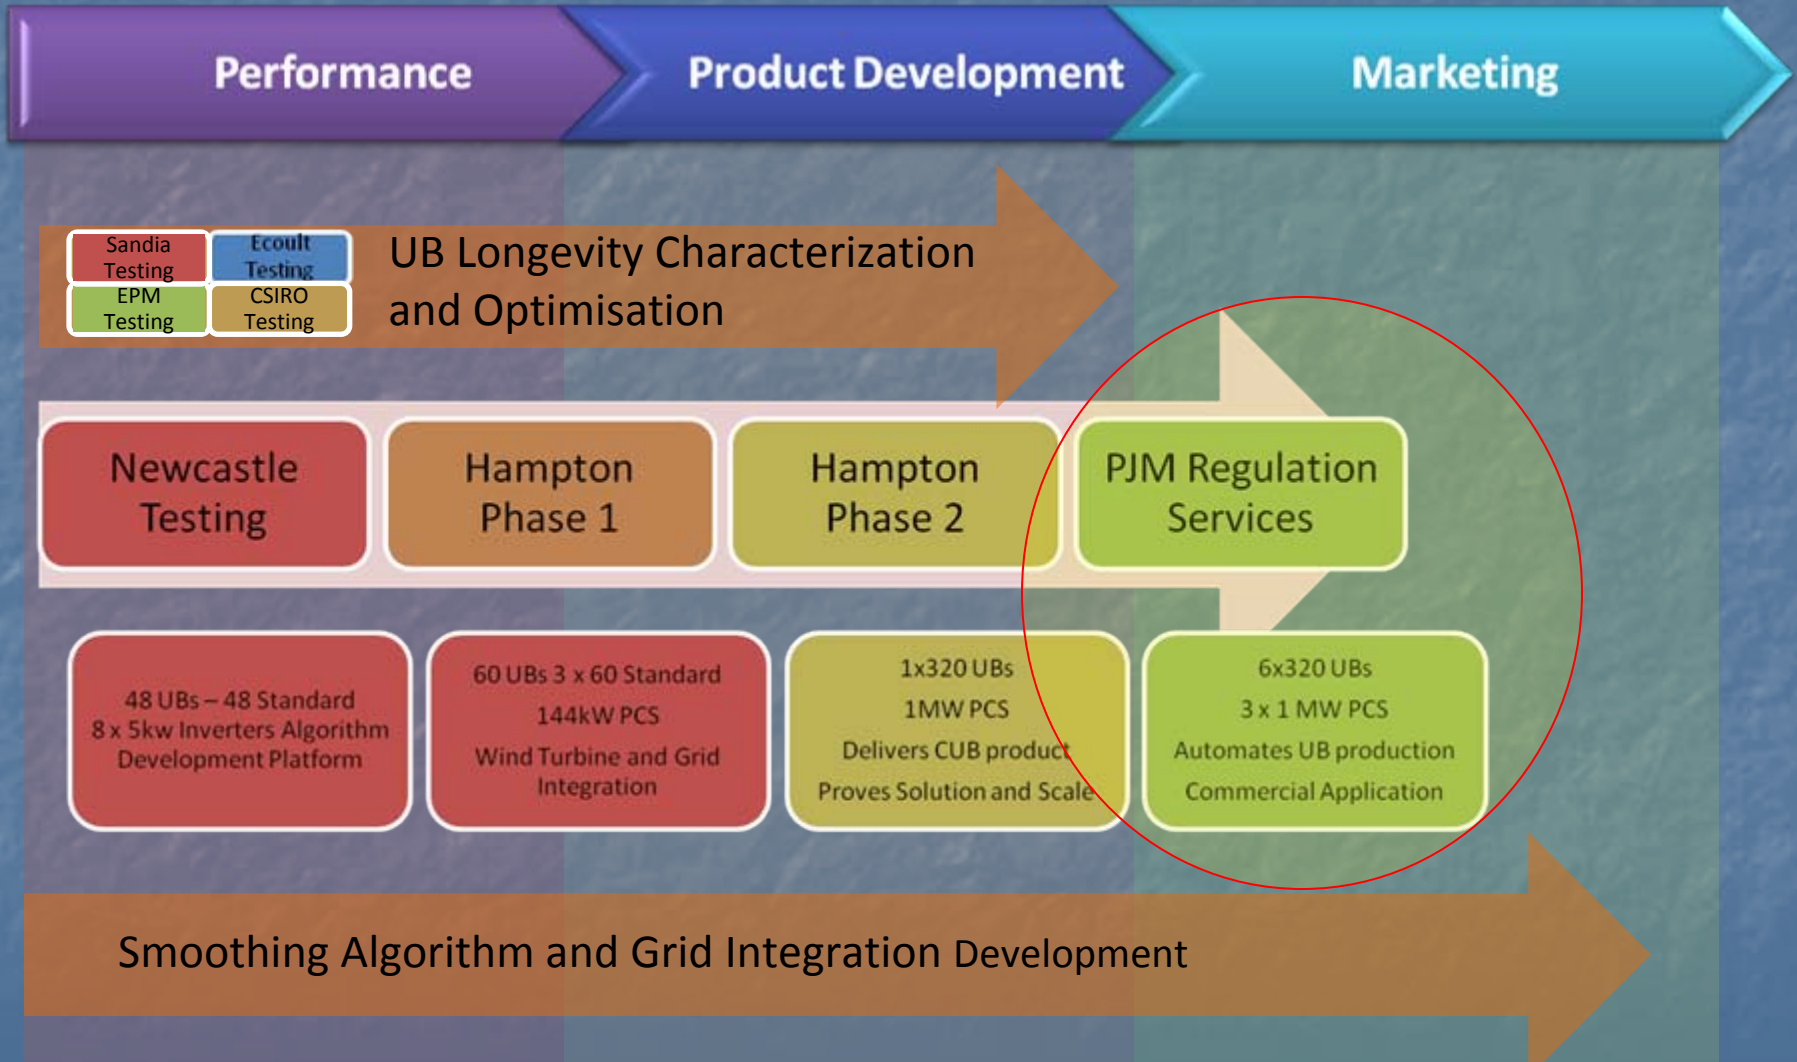 Performance
Product Development
Marketing
Sandia
Testing
Ecoult
Testing
EPM
Testing
CSIRO
Testing
UB Longevity Characterization
and Optimisation
Newcastle
Testing
Hampton
Phase 1
Hampton
Phase 2
PJM Regulation
Services
48 UBs – 48 Standard
8 x 5kw Inverters Algorithm
Development Platform
60 UBs 3 x 60 Standard
144kW PCS
Wind Turbine and Grid
Integration
1x320 UBs
1MW PCS
Delivers CUB product
Proves Solution and Scale
6x320 UBs
3 x 1 MW PCS
Automates UB production
Commercial Application
Smoothing Algorithm and Grid Integration Development